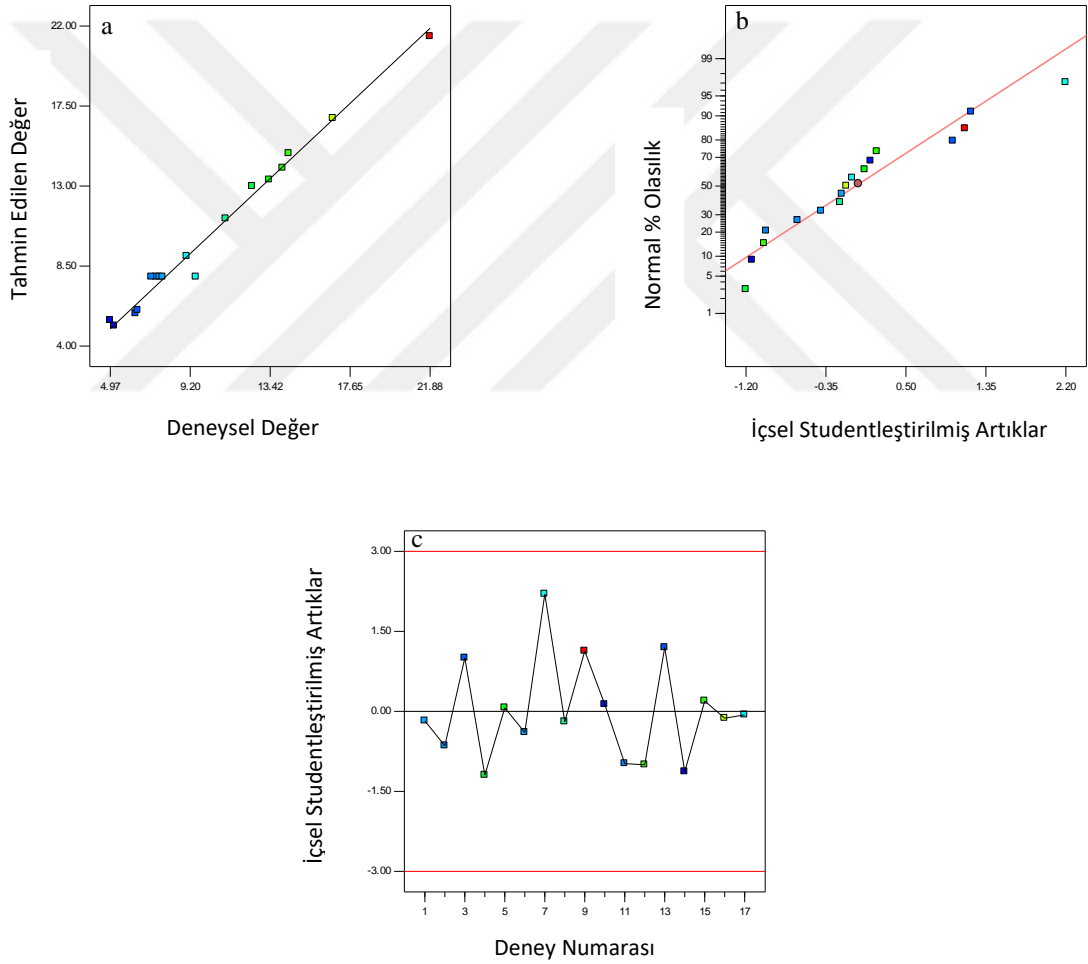 a
Tahmin Edilen Değer
22.00
17.50
13.00
8.50
4.00
4.97 9.20 13.42 17.65 21.88
Deneysel Değer
b
Normal % Olasılık
99
95
90
80
70
50
30
20
10
5
1
-1.20 -0.35 0.50 1.35 2.20
İçsel Studentleştirilmiş Artıklar
c
İçsel Studentleştirilmiş Artıklar
3.00
1.50
0.00
-1.50
-3.00
1 3 5 7 9 11 13 15 17
Deney Numarası